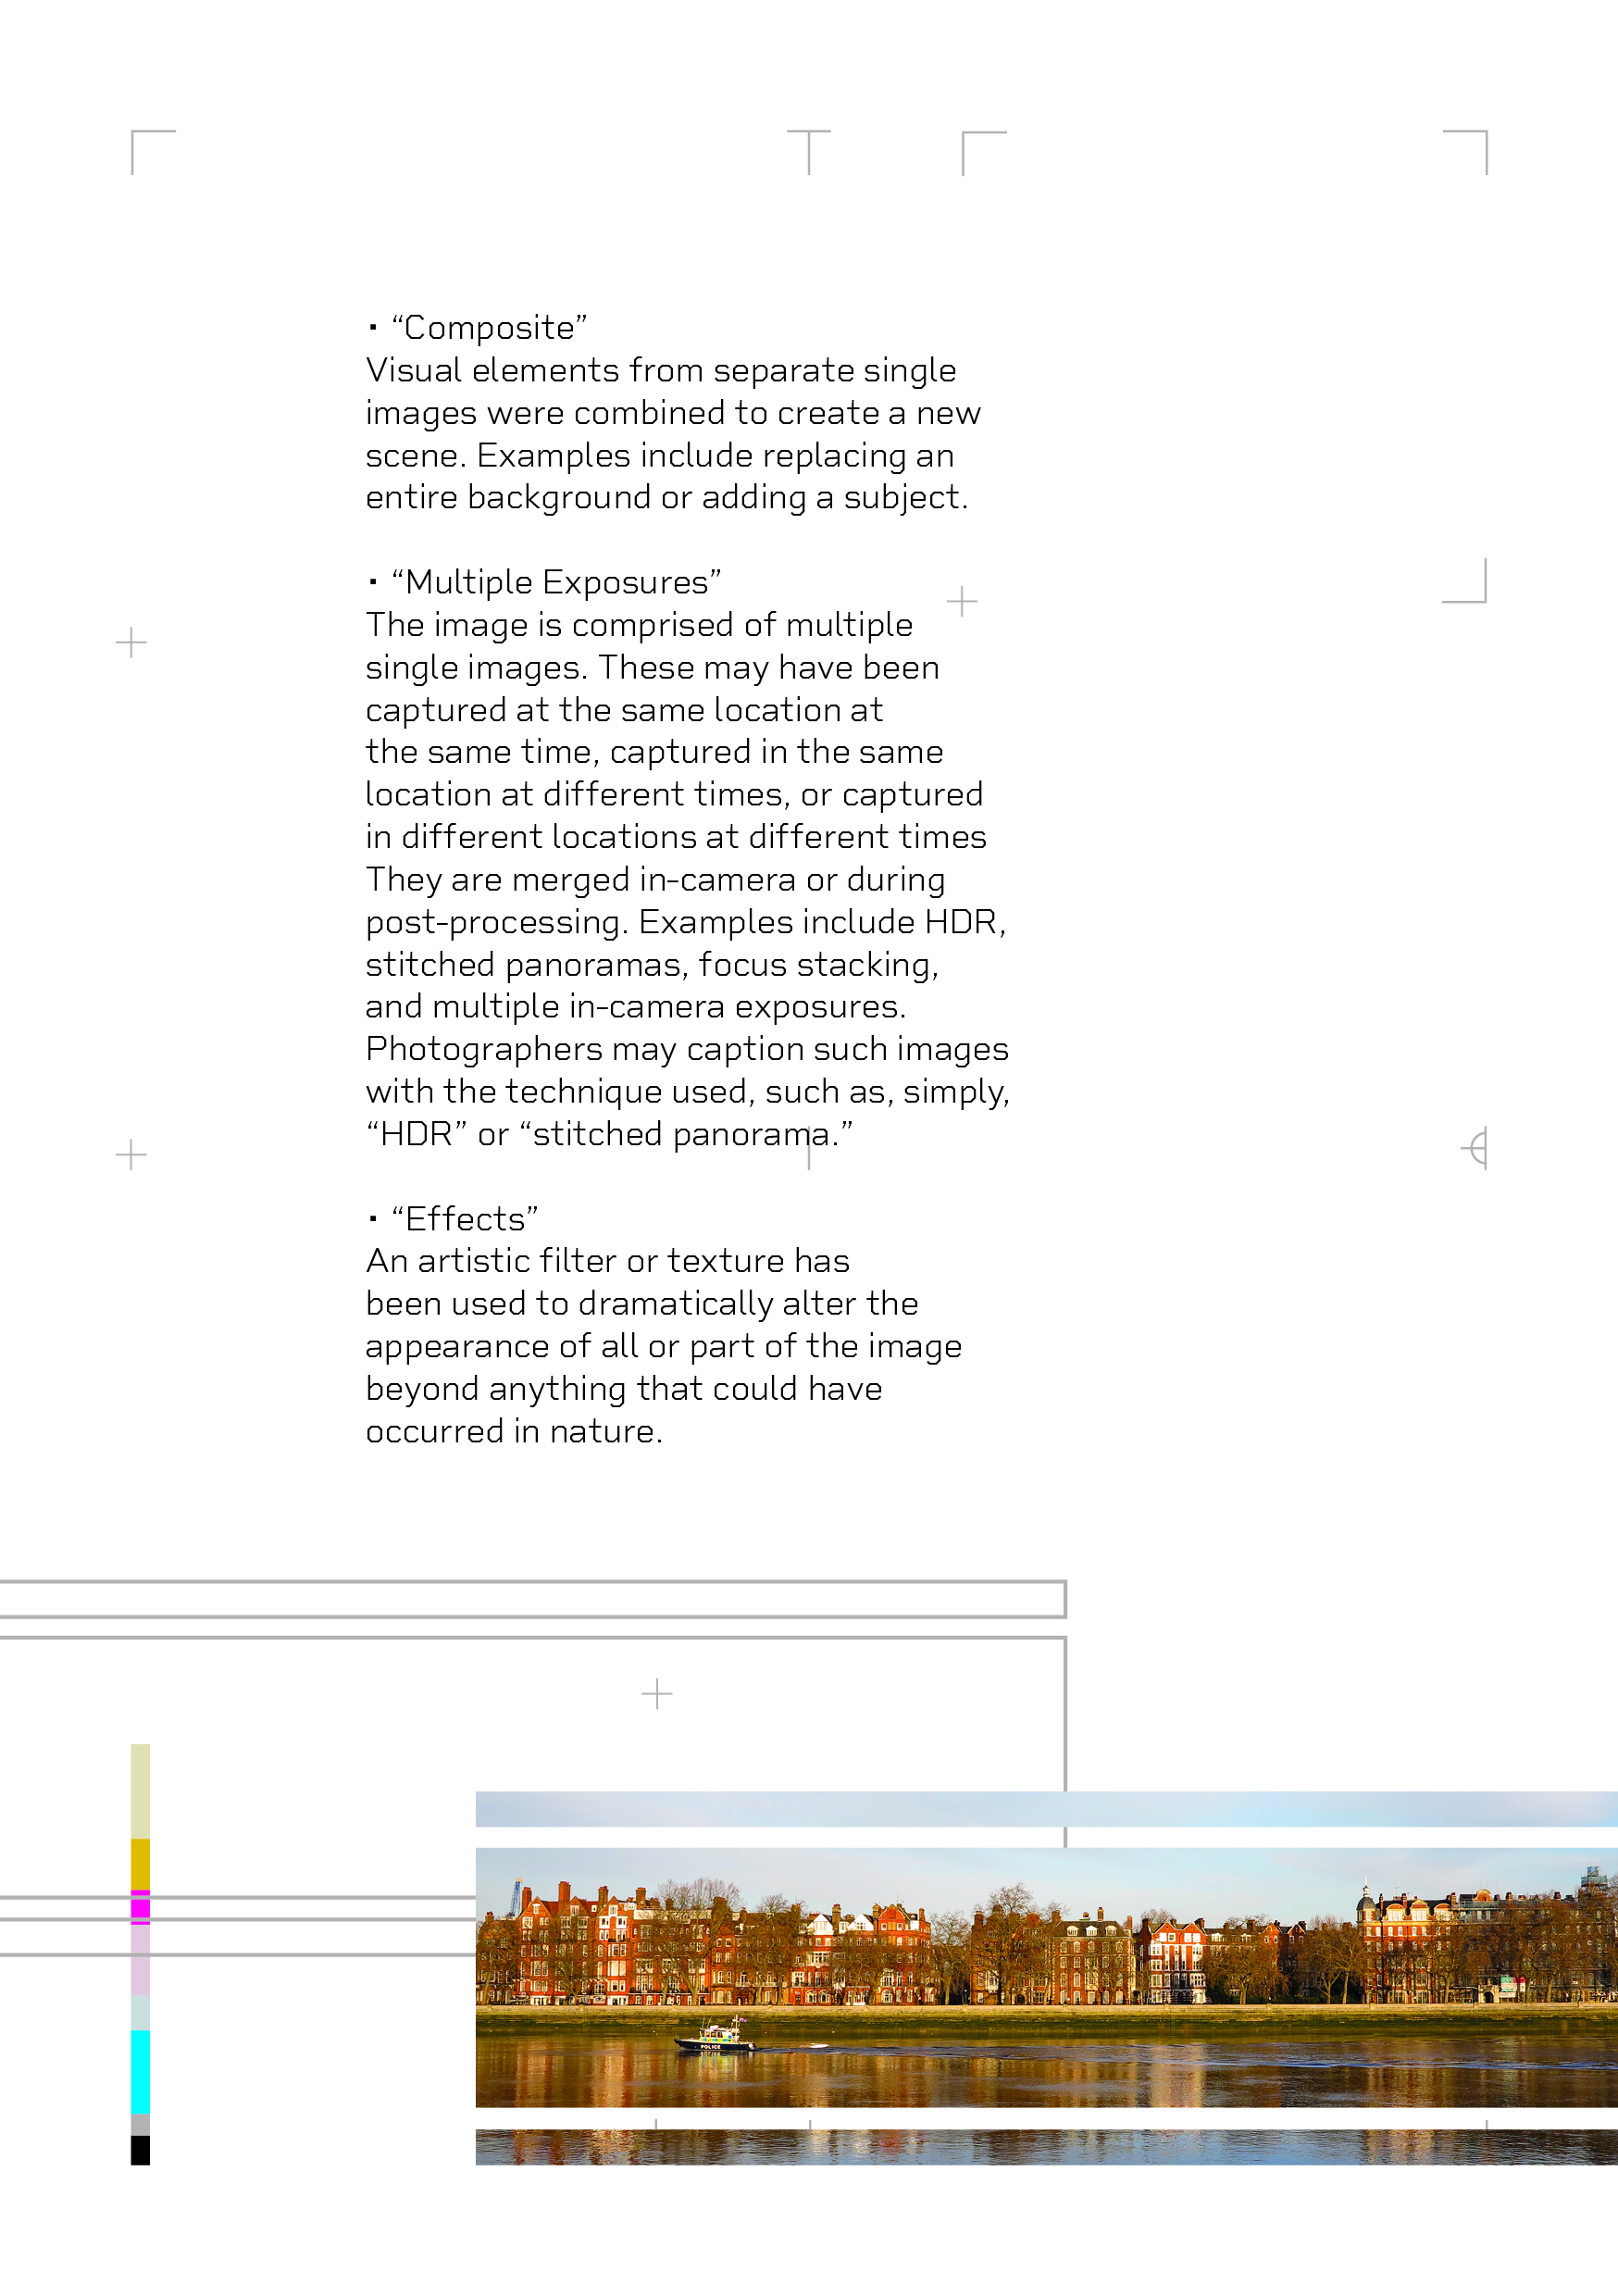 ▪ “Composite”
Visual elements from separate single
images were combined to create a new
scene. Examples include replacing an
entire background or adding a subject.
▪ “Multiple Exposures”
The image is comprised of multiple
single images. These may have been
captured at the same location at
the same time, captured in the same
location at different times, or captured
in different locations at different times
They are merged in-camera or during
post-processing. Examples include HDR,
stitched panoramas, focus stacking,
and multiple in-camera exposures.
Photographers may caption such images
with the technique used, such as, simply,
“HDR” or “stitched panorama.”
▪ “Effects”
An artistic filter or texture has
been used to dramatically alter the
appearance of all or part of the image
beyond anything that could have
occurred in nature.
POLICE